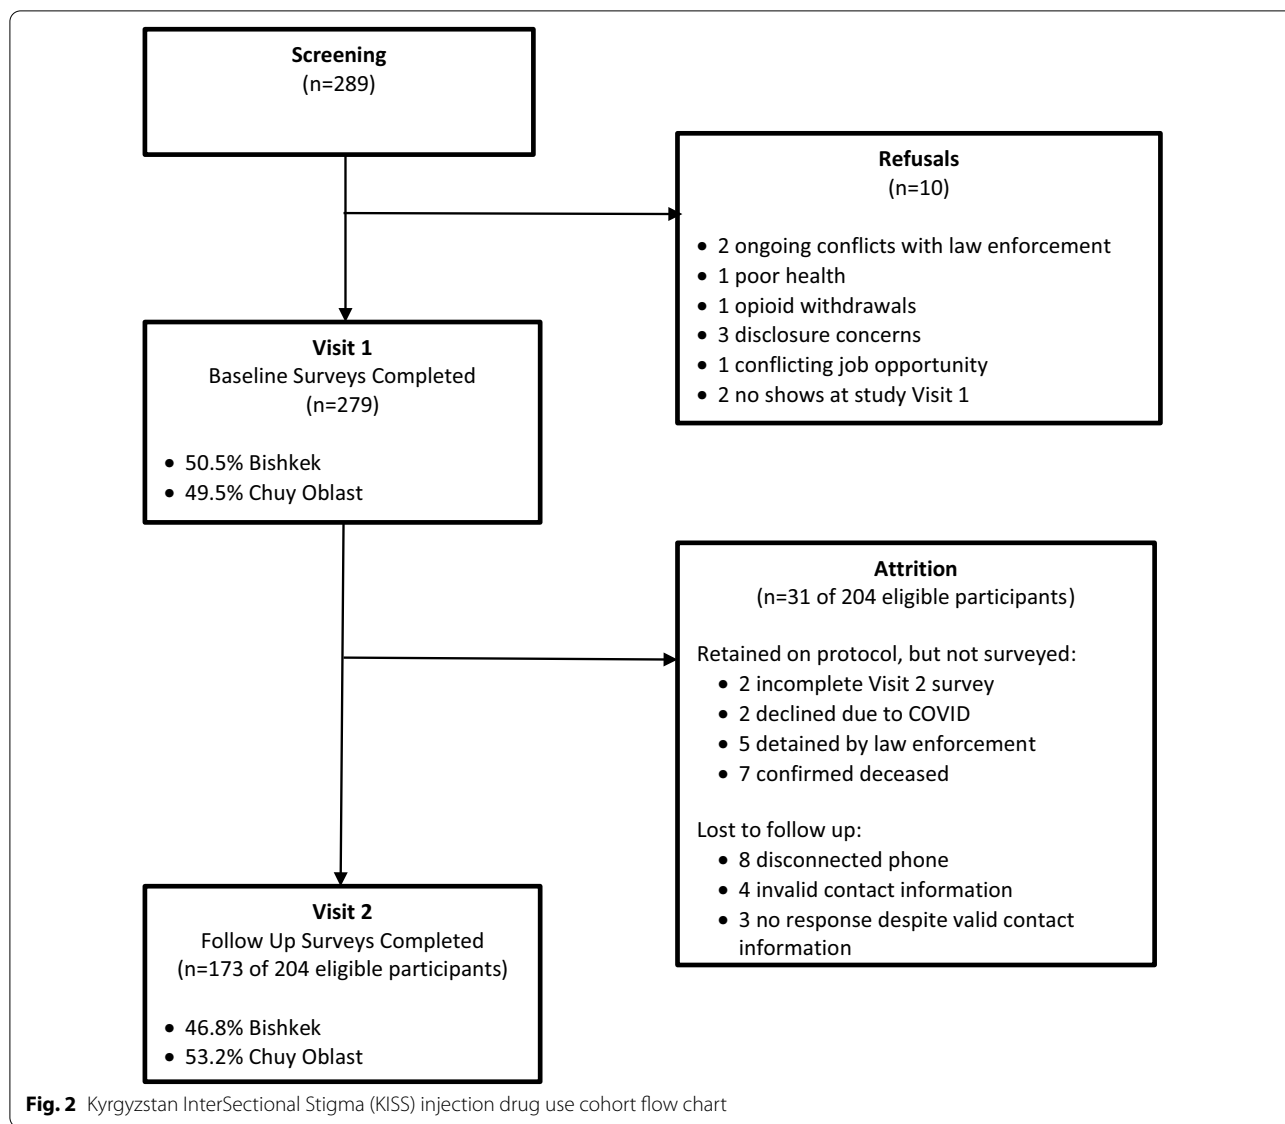 Screening
(n=289)
Refusals
(n=10)
• 2 ongoing conflicts with law enforcement
• 1 poor health
• 1 opioid withdrawals
• 3 disclosure concerns
• 1 conflicting job opportunity
• 2 no shows at study Visit 1
Visit 1
Baseline Surveys Completed
(n=279)
• 50.5% Bishkek
• 49.5% Chuy Oblast
Attrition
(n=31 of 204 eligible participants)
Retained on protocol, but not surveyed:
• 2 incomplete Visit 2 survey
• 2 declined due to COVID
• 5 detained by law enforcement
• 7 confirmed deceased
Lost to follow up:
• 8 disconnected phone
• 4 invalid contact information
• 3 no response despite valid contact
information
Visit 2
Follow Up Surveys Completed
(n=173 of 204 eligible participants)
• 46.8% Bishkek
• 53.2% Chuy Oblast
Fig. 2 Kyrgyzstan InterSectional Stigma (KISS) injection drug use cohort flow chart